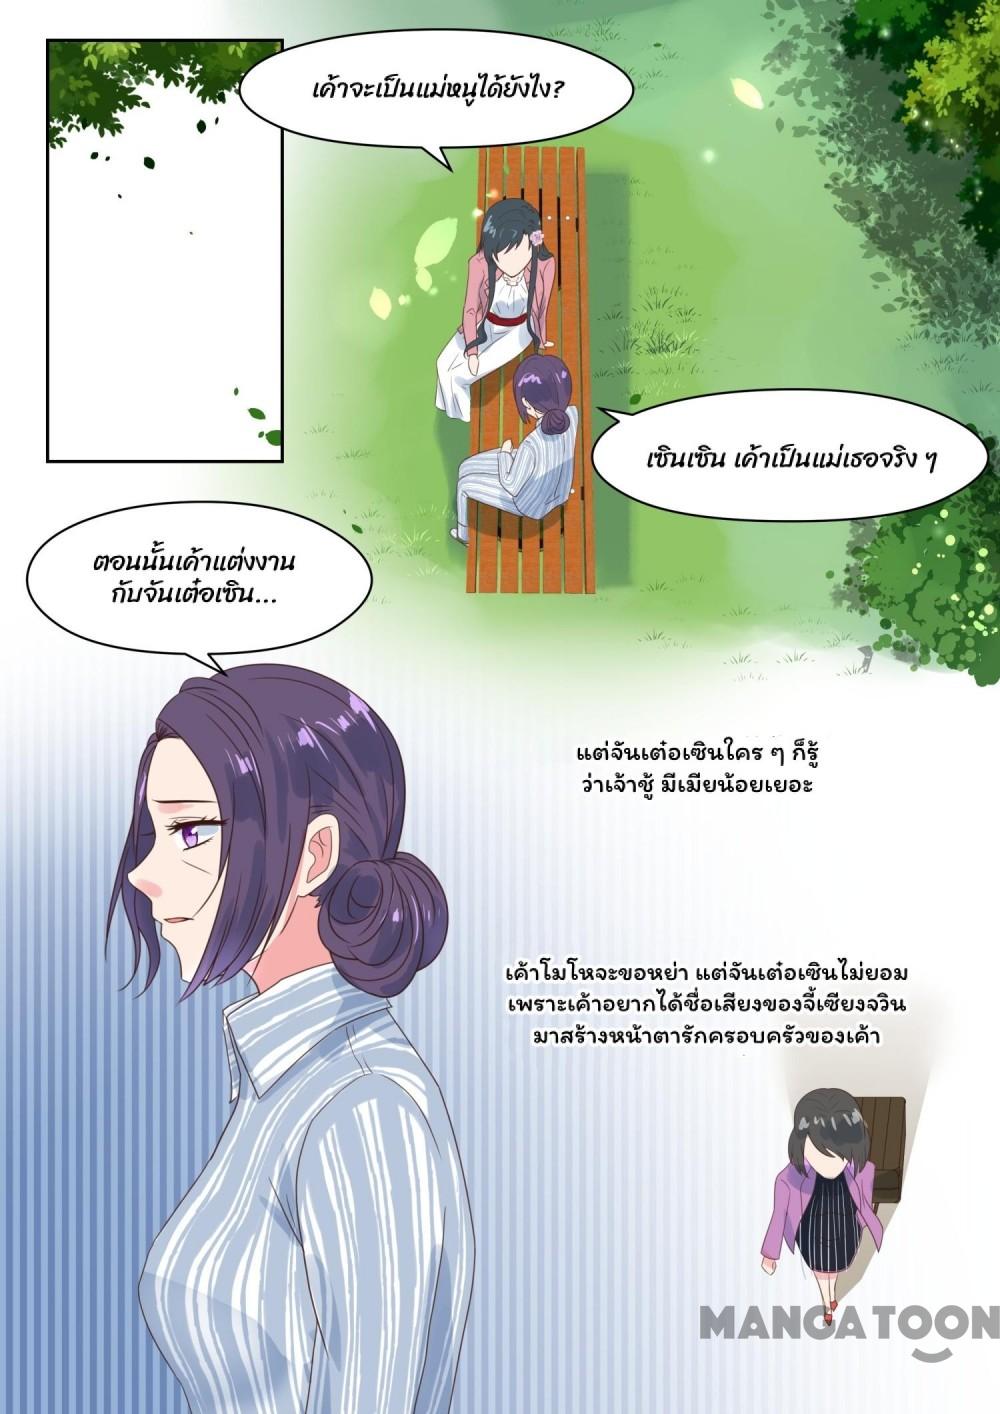 เค้าจะเป็นแม่หนูได้ยังไง?
เซินเซิน เค้าเป็นแม่เธอจริง ๆ
ตอนนั้นเค้าแต่งงาน
กับจันเต๋อเซิน...
แต่จันเต๋อเซินใคร ๆ ก็รู้
ว่าเจ้าชู้ มีเมียน้อยเยอะ
เค้าโมโหจะขอหย่า แต่จันเต๋อเซินไม่ยอม
เพราะเค้าอยากได้ชื่อเสียงของจี้เซียงจวิน
มาสร้างหน้าตารักครอบครัวของเค้า
MANGATOON